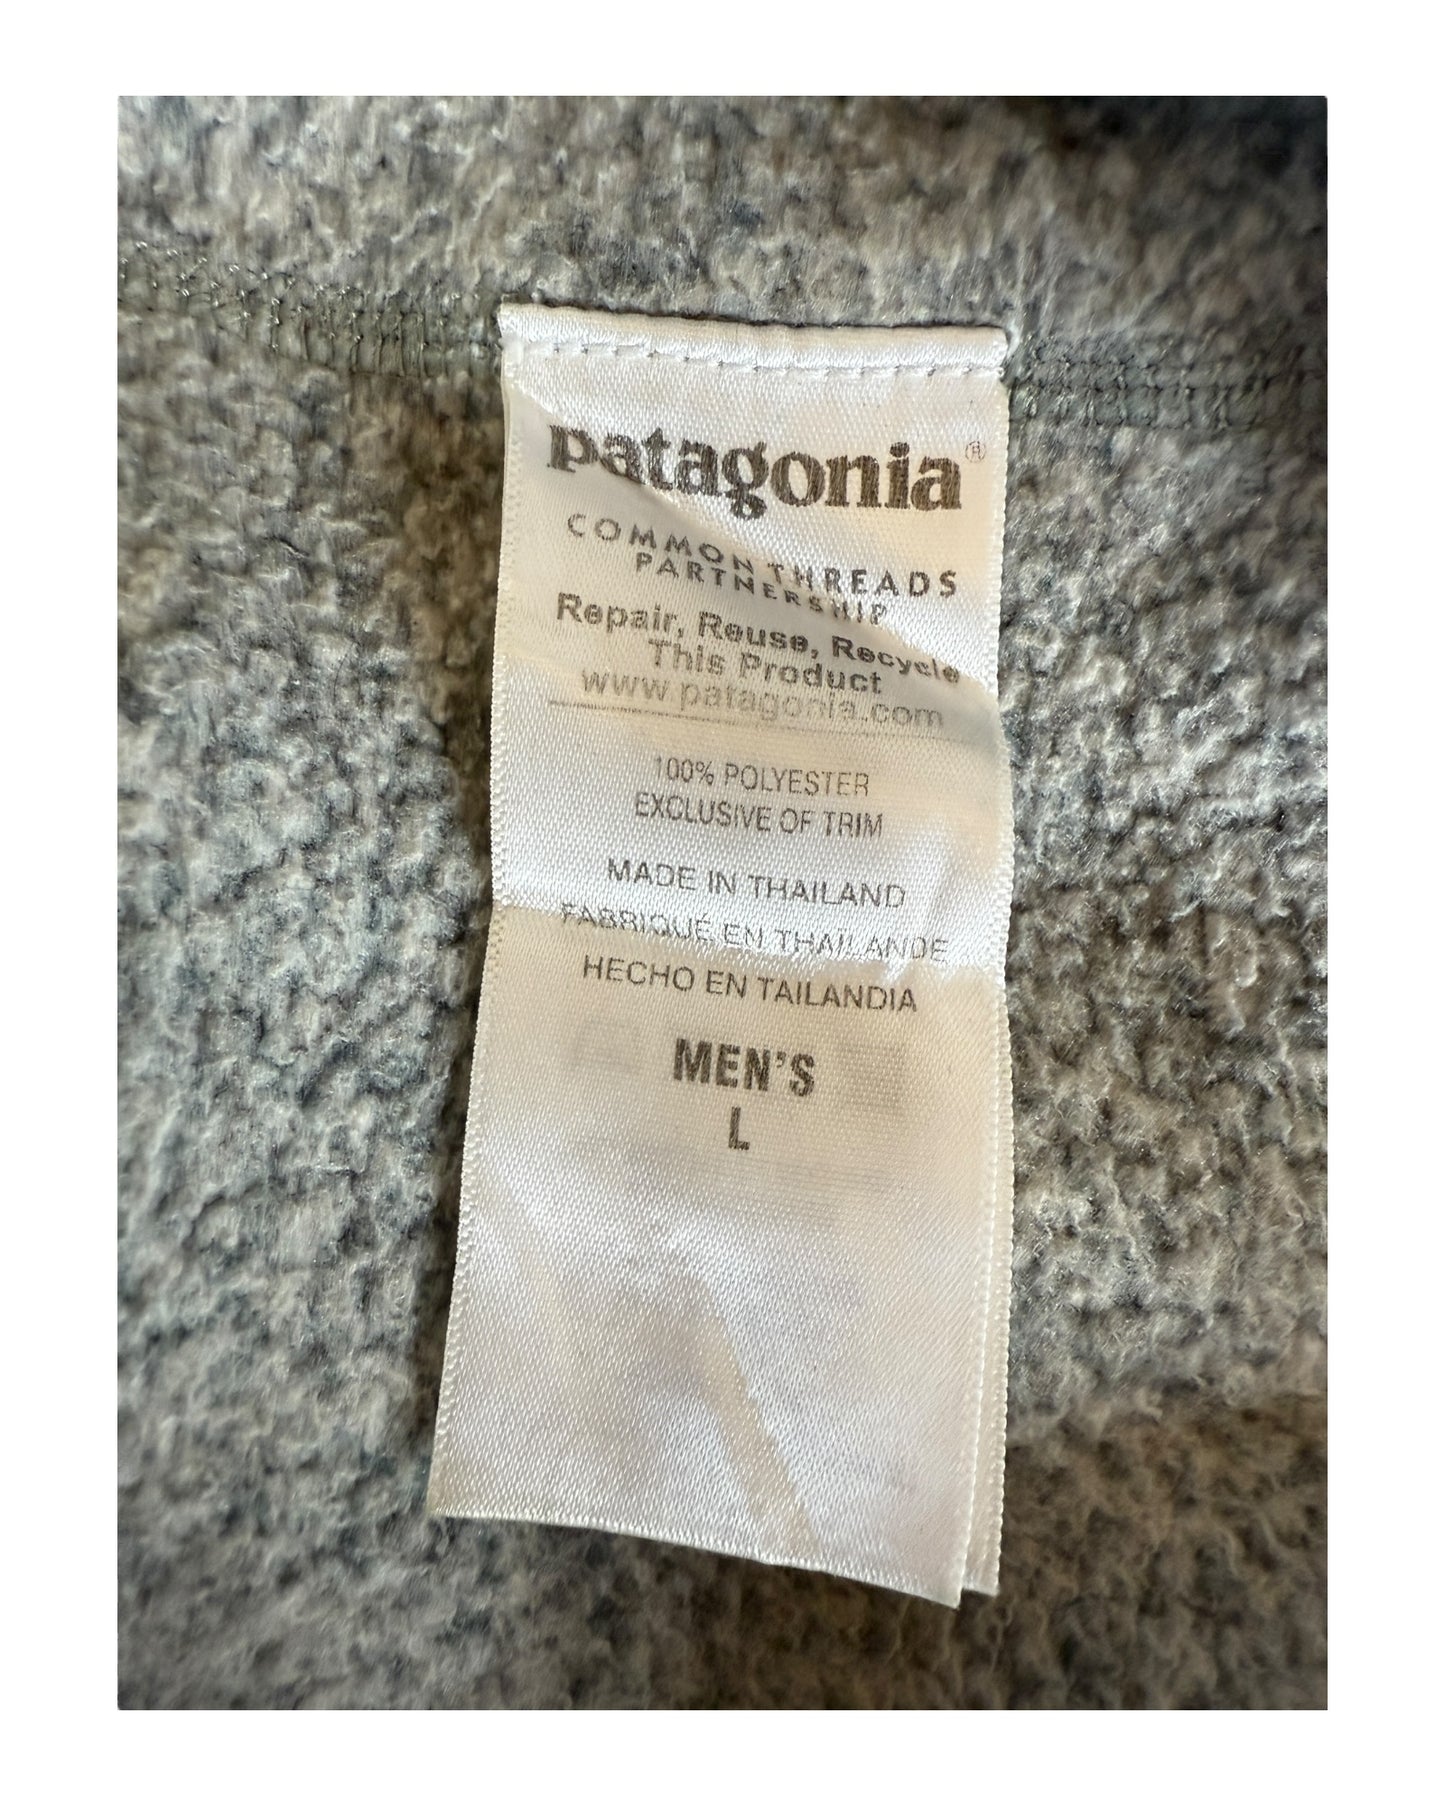 patagonia®
COMMON THREADS
PARTNERSHIP
Repair, Reuse, Recycle
This Product
www.patagonia.com
100% POLYESTER
EXCLUSIVE OF TRIM
MADE IN THAILAND
FABRIQUÉ EN THAÏLANDE
HECHO EN TAILANDIA
MEN'S
L